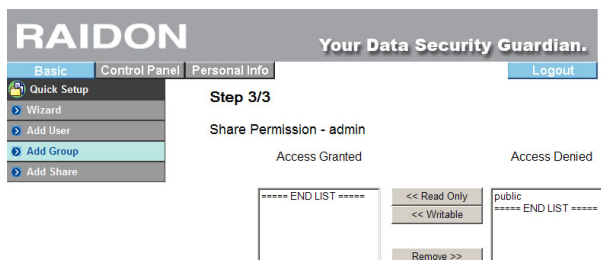 RAIDON
Your Data Security Guardian.
Basic Control Panel Personal Info Logout
Quick Setup
Wizard
Add User
Add Group
Add Share
Step 3/3
Share Permission - admin
Access Granted Access Denied
===== END LIST =====
<< Read Only
<< Writable
Remove >>
public
===== END LIST =====